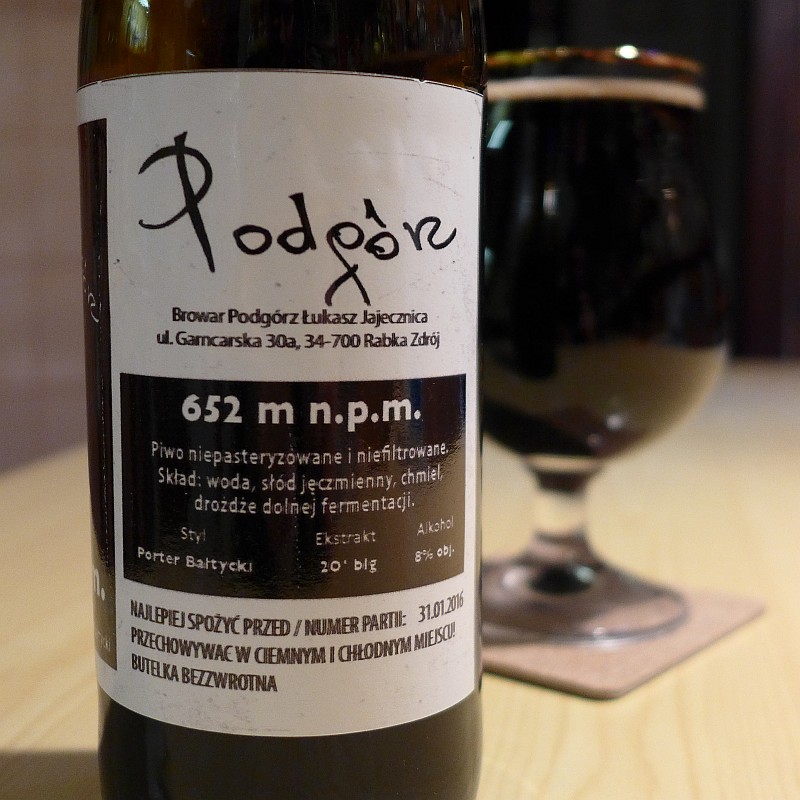 Podgórz
Browar Podgórz Łukasz Jajecznica
ul. Garncarska 30a, 34-700 Rabka Zdrój
652 m n.p.m.
Piwo niepasteryzowane i niefiltrowane.
Skład: woda, słód jęczmienny, chmiel,
drożdże dolnej fermentacji.
Styl Ekstrakt Alkohol
Porter Bałtycki 20° blg 8% obj.
NAJLEPIEJ SPOŻYĆ PRZED / NUMER PARTII: 31.01.2016
PRZECHOWYWAĆ W CIEMNYM I CHŁODNYM MIEJSCU!
BUTELKA BEZZWROTNA